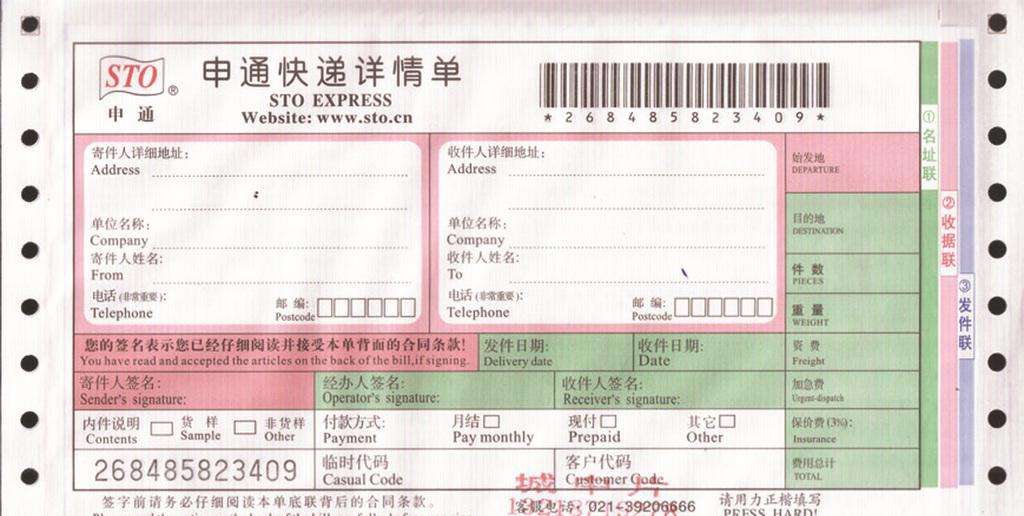 STO
®
申通
申通快递详情单
STO EXPRESS
Website: www.sto.cn
*268485823409*
寄件人详细地址:
Address
单位名称:
Company
寄件人姓名:
From
电话(非常重要):
Telephone
邮 编:
Postcode
收件人详细地址:
Address
单位名称:
Company
收件人姓名:
To
电话(非常重要):
Telephone
邮 编:
Postcode
始发地
DEPARTURE
目的地
DESTINATION
件 数
PIECES
重 量
WEIGHT
资 费
Freight
加急费
Urgent-dispatch
保价费(3%):
Insurance
费用总计
TOTAL
①名址联
②收据联
③发件联
您的签名表示您已经仔细阅读并接受本单背面的合同条款!
You have read and accepted the articles on the back of the bill,if signing.
发件日期:
Delivery date
收件日期:
Date
寄件人签名:
Sender's signature:
经办人签名:
Operator's signature:
收件人签名:
Receiver's signature:
内件说明
Contents
货 样
Sample
非货样
Other
付款方式:
Payment
月结
Pay monthly
现付
Prepaid
其它
Other
268485823409
临时代码
Casual Code
客户代码
Customer Code
签字前请务必仔细阅读本单底联背后的合同条款。
客服电话: 021-39206666
请用力正楷填写
PRESS HARD!